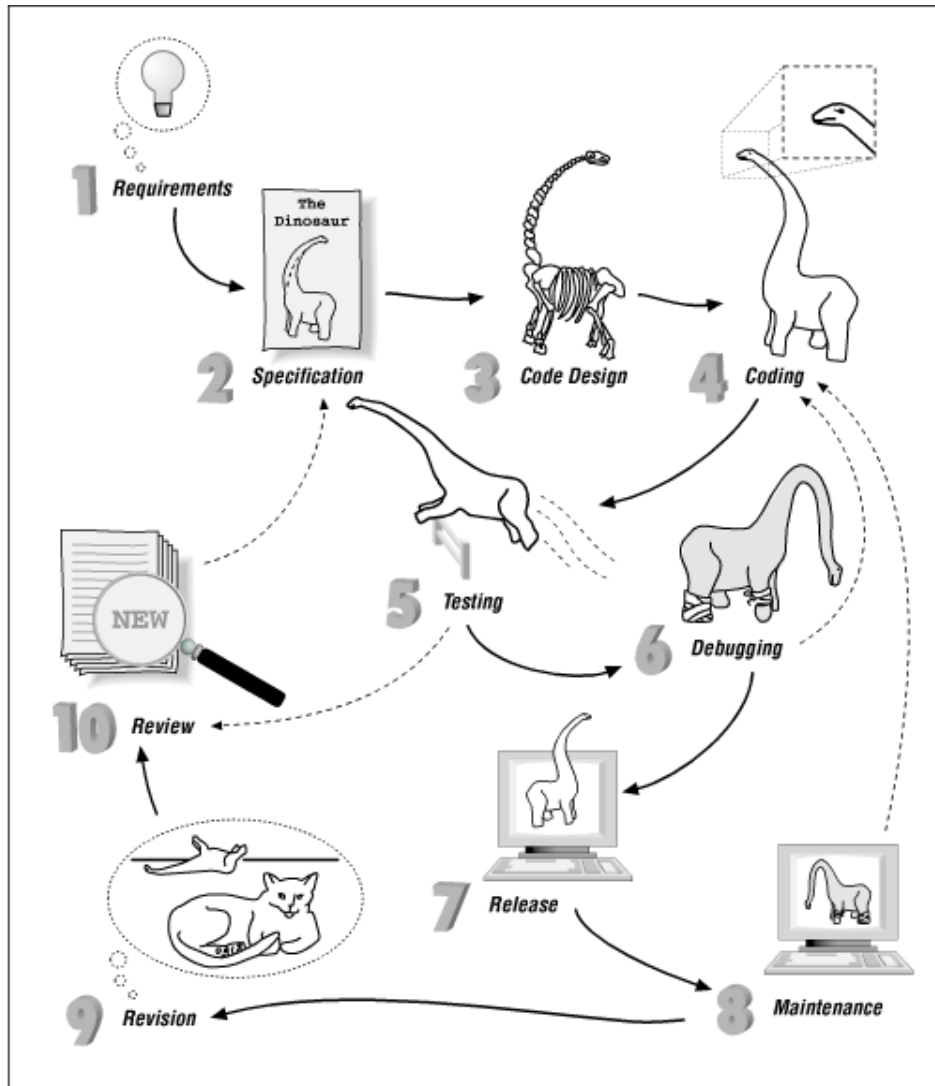 1 Requirements
The
Dinosaur
2 Specification
3 Code Design
4 Coding
5 Testing
6 Debugging
7 Release
8 Maintenance
9 Revision
NEW
10 Review